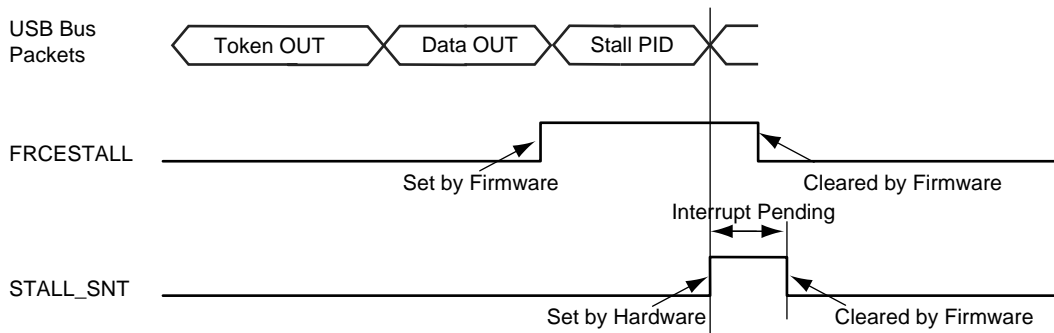 USB Bus
Packets
Token OUT
Data OUT
Stall PID
FRCESTALL
Set by Firmware
Cleared by Firmware
Interrupt Pending
STALL_SNT
Set by Hardware
Cleared by Firmware